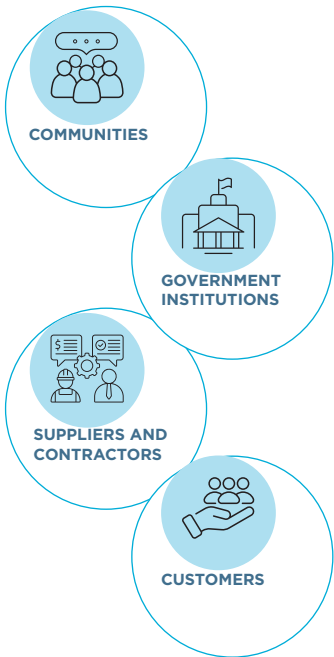 COMMUNITIES
GOVERNMENT
INSTITUTIONS
$
SUPPLIERS AND
CONTRACTORS
CUSTOMERS